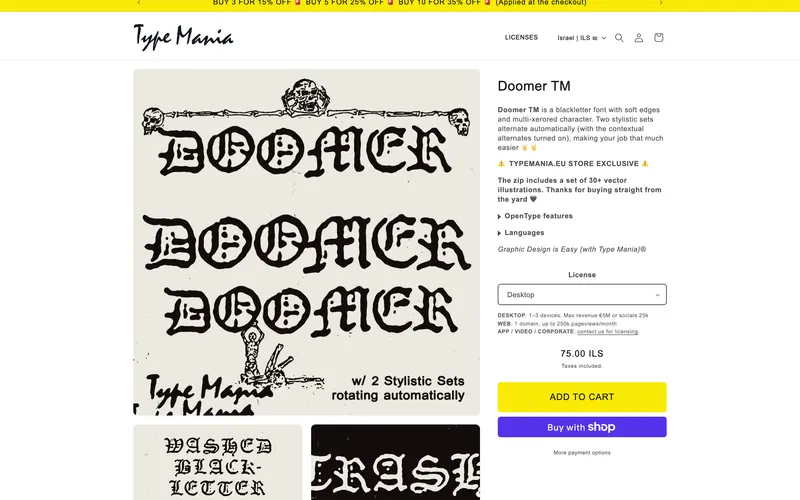 BUY 3 FOR 15% OFF 🚨 BUY 5 FOR 25% OFF 🚨 BUY 10 FOR 35% OFF 🚨 (Applied at the checkout)
Type Mania
LICENSES
Israel | ILS ₪
DOOMER
DOOMER
DOOMER
Type Mania
Type Mania
w/ 2 Stylistic Sets
rotating automatically
WASHED
BLACK-
LETTER
TRASH
Doomer TM
Doomer TM is a blackletter font with soft edges
and multi-xerored character. Two stylistic sets
alternate automatically (with the contextual
alternates turned on), making your job that much
easier ✌️ ✌️
⚠️ TYPEMANIA.EU STORE EXCLUSIVE ⚠️
The zip includes a set of 30+ vector
illustrations. Thanks for buying straight from
the yard 🖤
OpenType features
Languages
Graphic Design is Easy (with Type Mania)®
License
Desktop
DESKTOP: 1–3 devices. Max revenue €5M or socials 25k
WEB: 1 domain, up to 250k pageviews/month
APP / VIDEO / CORPORATE: contact us for licensing
75.00 ILS
Taxes included.
ADD TO CART
Buy with shop
More payment options